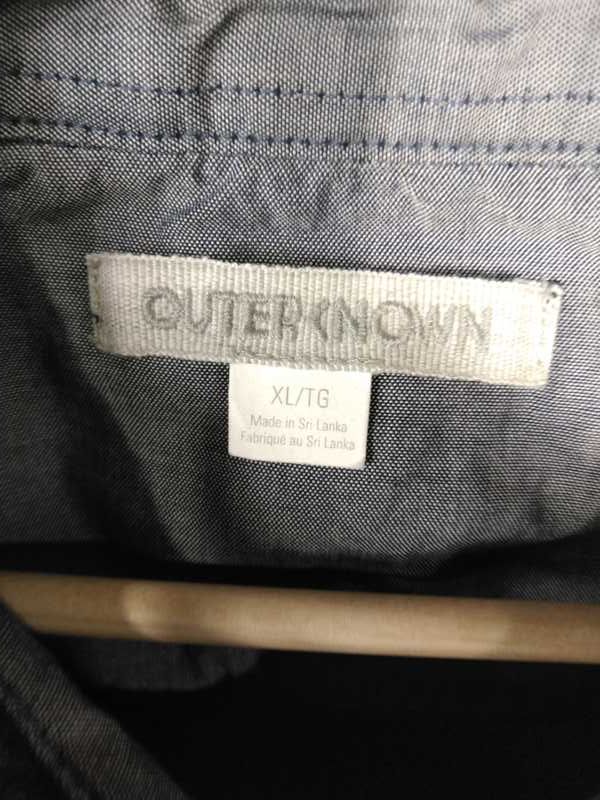 OUTERKNOWN
XL/TG
Made in Sri Lanka
Fabriqué au Sri Lanka